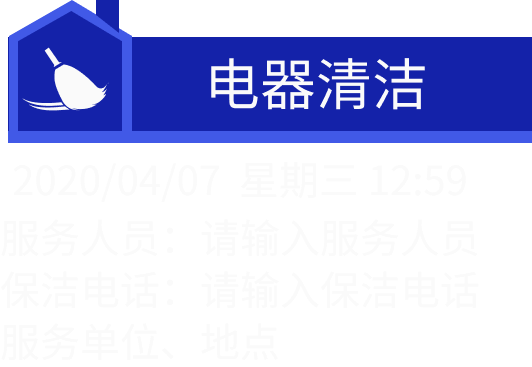 电器清洁
2020/04/07 星期三 12:59
服务人员：请输入服务人员
保洁电话：请输入保洁电话
服务单位、地点